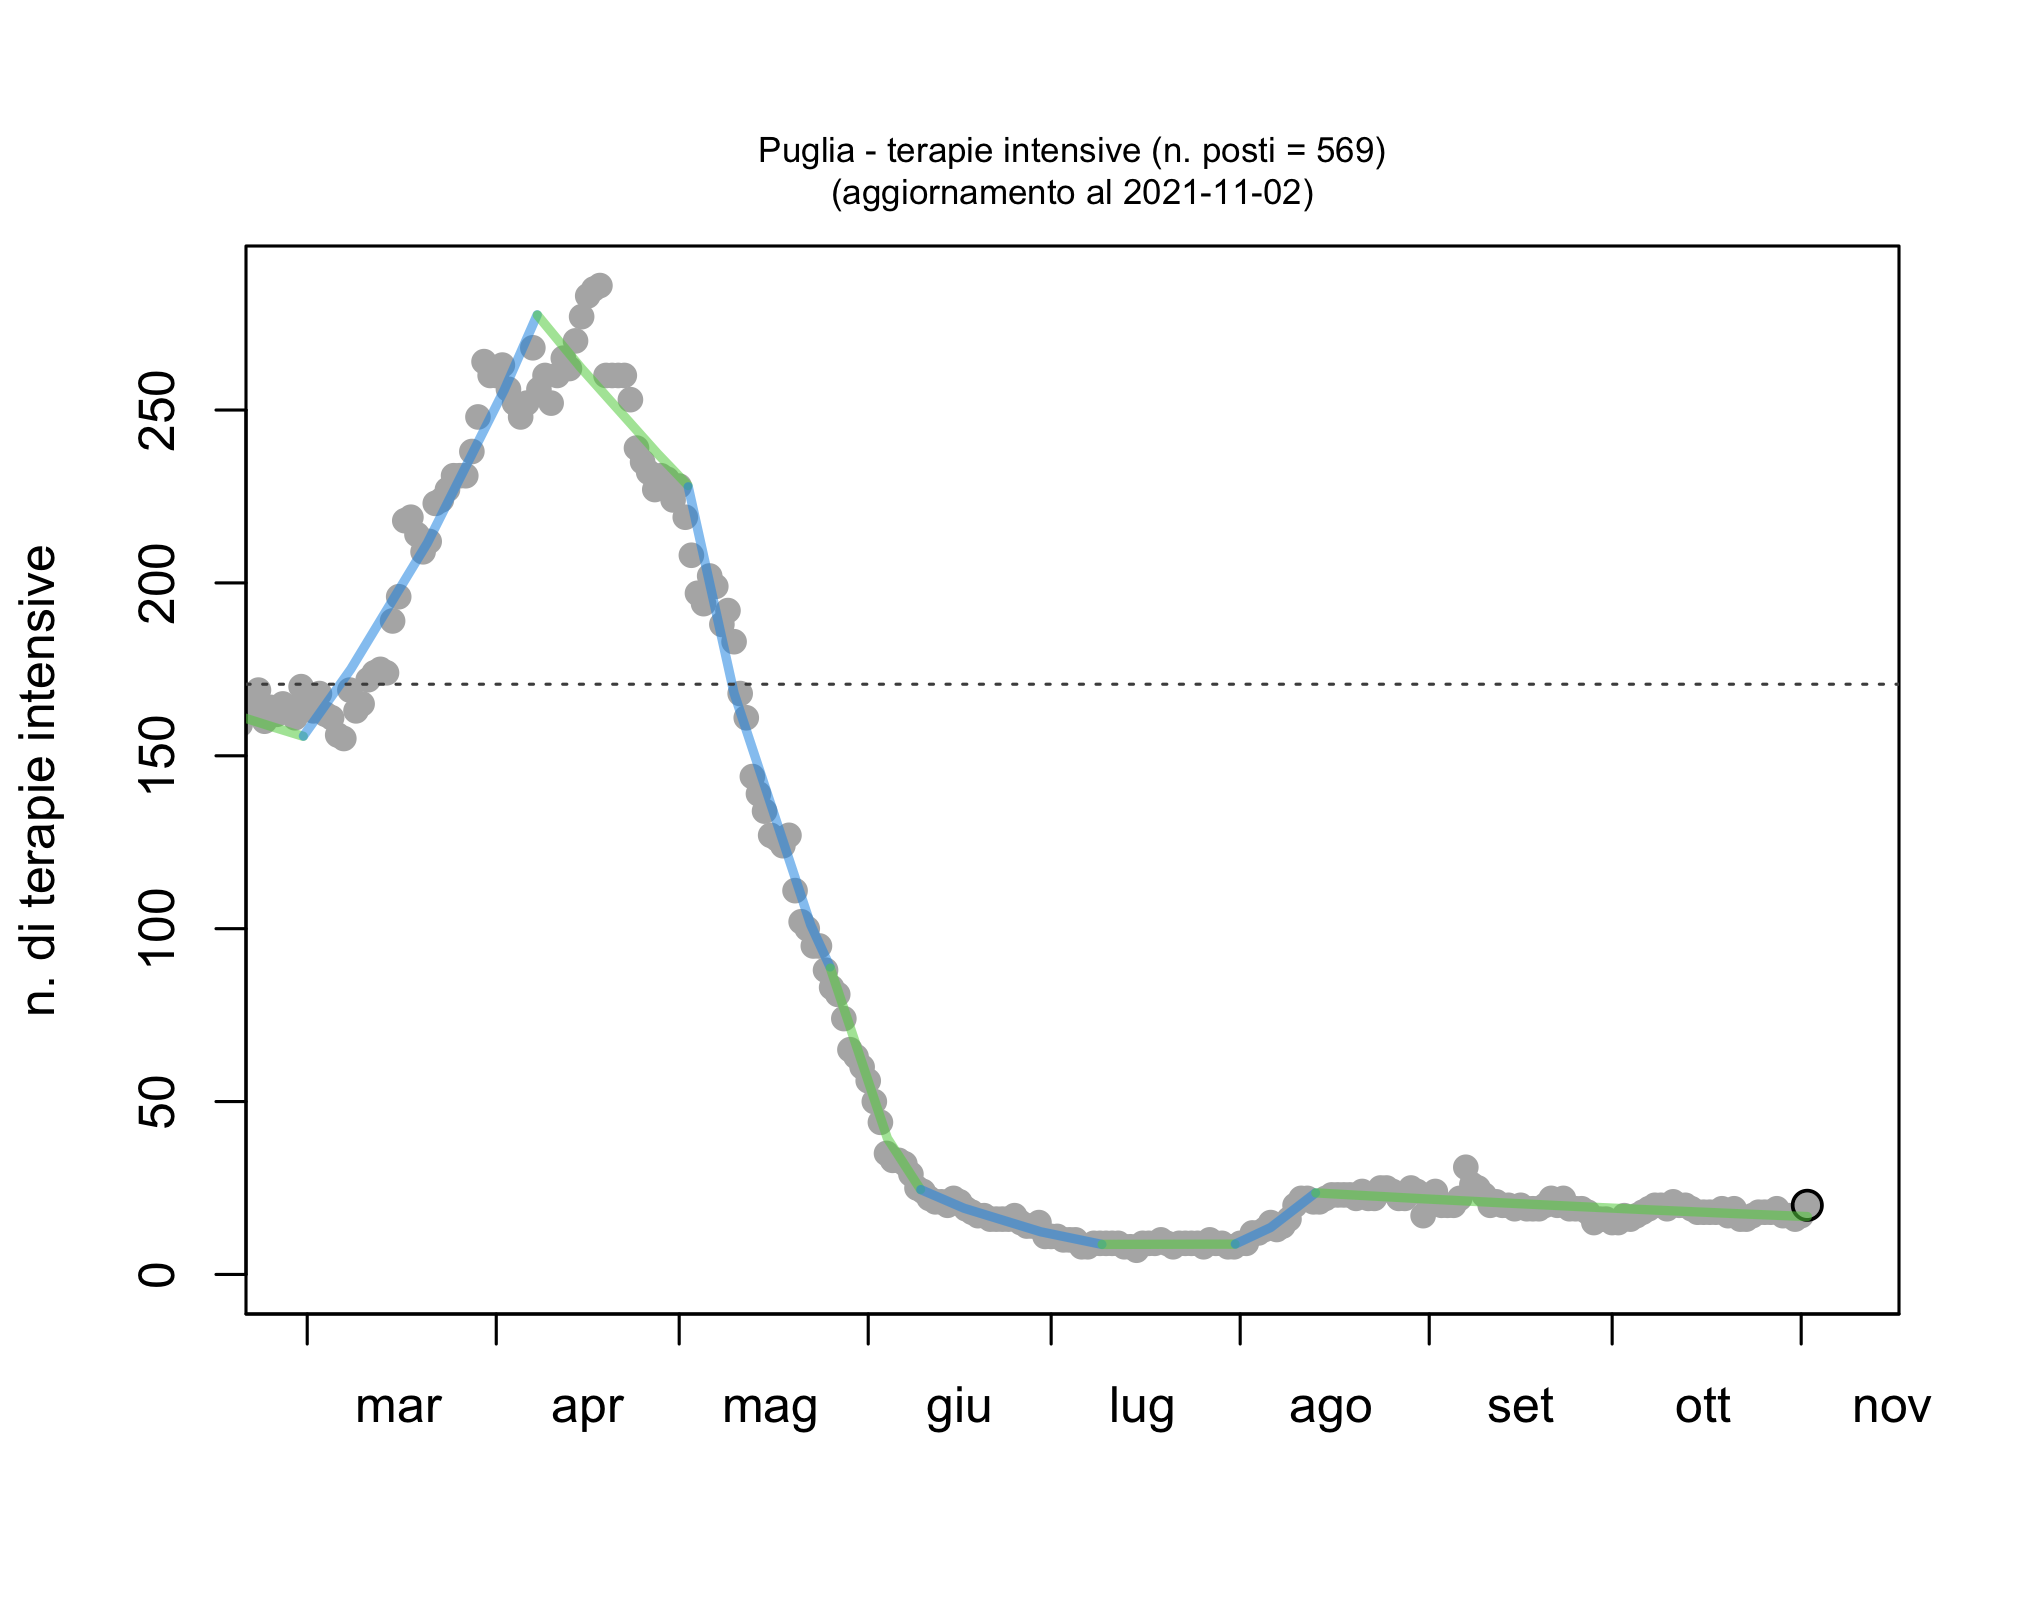 Puglia - terapie intensive (n. posti = 569)
(aggiornamento al 2021-11-02)
n. di terapie intensive
250
200
150
100
50
0
mar apr mag giu lug ago set ott nov